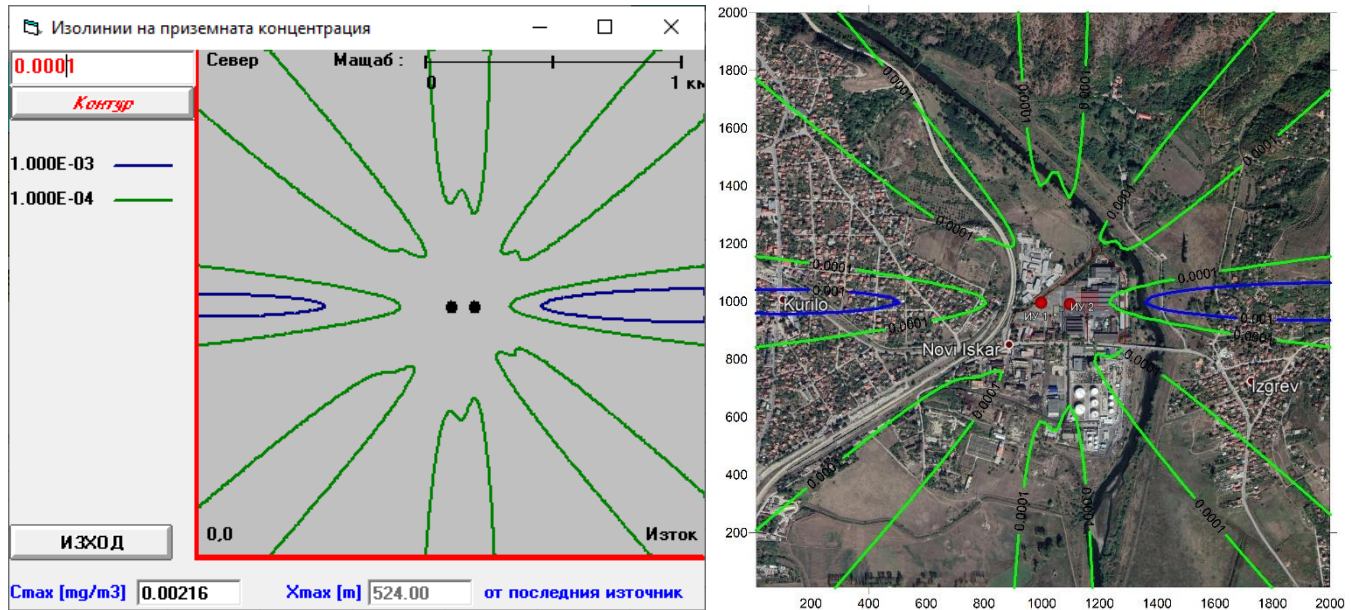 Изолинии на приземната концентрация
0.0001
Контур
1.000E-03
1.000E-04
ИЗХОД
Север
Мащаб :
0
1 км
0,0
Изток
Cmax [mg/m3] 0.00216 Xmax [m] 524.00 от последния източник
2000
1800
1600
1400
1200
1000
800
600
400
200
200 400 600 800 1000 1200 1400 1600 1800 2000
0.0001
0.0001
0.0001
0.0001
0.0001
0.0001
0.0001
0.0001
0.001
0.001
0.0001
0.0001
Kurilo
ИУ 1
ИУ 2
Novi Iskar
Izgrev
0.0001
0.0001
0.0001
0.0001
0.0001
0.0001